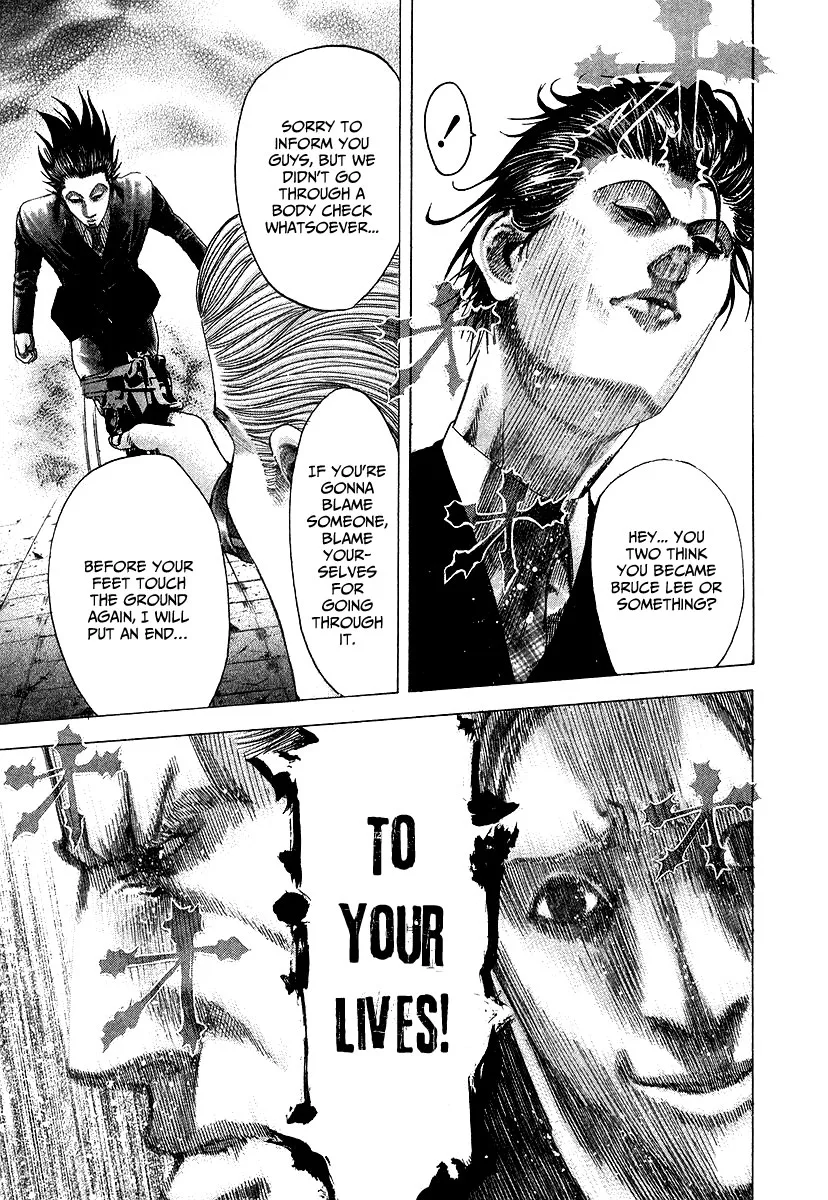 !
HEY... YOU
TWO THINK
YOU BECAME
BRUCE LEE OR
SOMETHING?
SORRY TO
INFORM YOU
GUYS, BUT WE
DIDN'T GO
THROUGH A
BODY CHECK
WHATSOEVER...
IF YOU'RE
GONNA
BLAME
SOMEONE,
BLAME
YOUR-
SELVES
FOR
GOING
THROUGH
IT.
BEFORE YOUR
FEET TOUCH
THE GROUND
AGAIN, I WILL
PUT AN END...
TO
YOUR
LIVES!